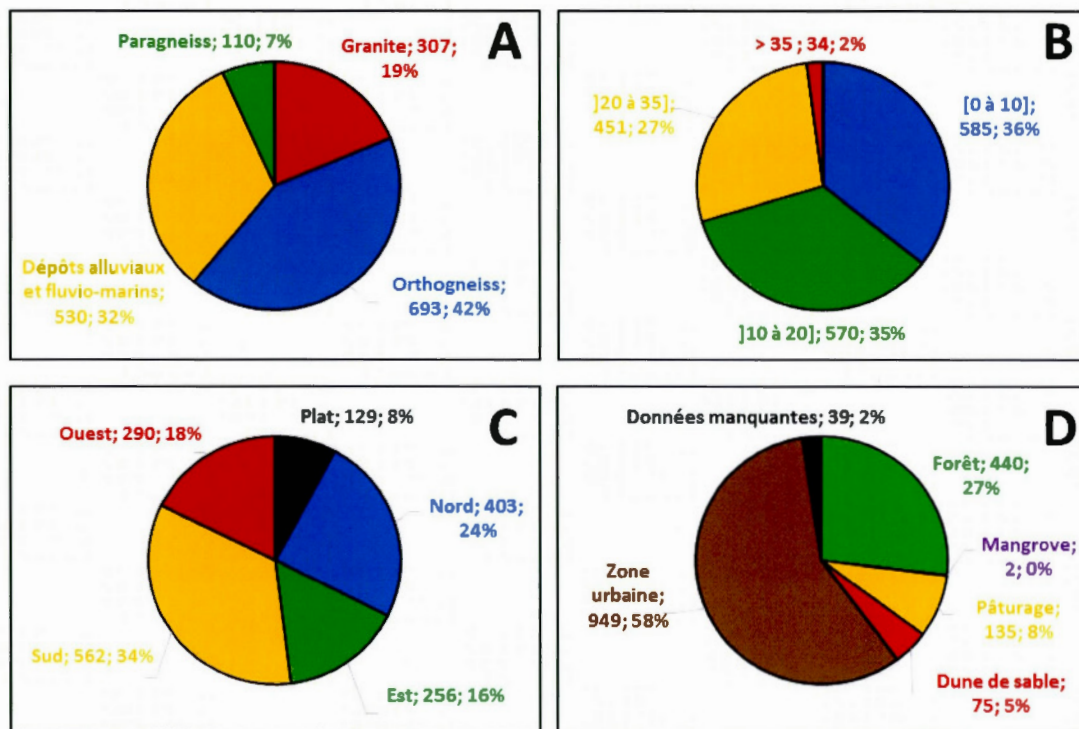 A
Paragneiss; 110; 7%
Granite; 307;
19%
Dépôts alluviaux
et fluvio-marins;
530; 32%
Orthogneiss;
693; 42%
B
> 35 ; 34; 2%
]20 à 35];
451; 27%
[0 à 10];
585; 36%
]10 à 20]; 570; 35%
C
Plat; 129; 8%
Ouest; 290; 18%
Nord; 403;
24%
Sud; 562; 34%
Est; 256; 16%
D
Données manquantes; 39; 2%
Forêt; 440;
27%
Mangrove;
2; 0%
Zone
urbaine;
949; 58%
Pâturage;
135; 8%
Dune de sable;
75; 5%